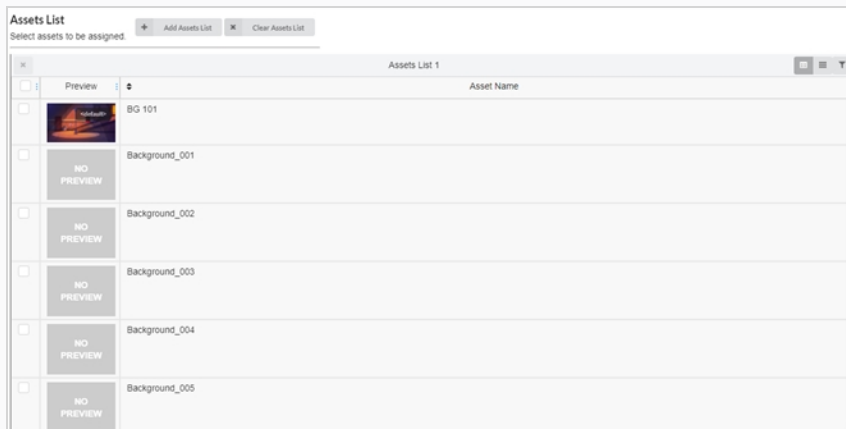 Assets List
Select assets to be assigned.
Add Assets List
Clear Assets List
Assets List 1
Preview
Asset Name
<default>
BG 101
NO
PREVIEW
Background_001
NO
PREVIEW
Background_002
NO
PREVIEW
Background_003
NO
PREVIEW
Background_004
NO
PREVIEW
Background_005